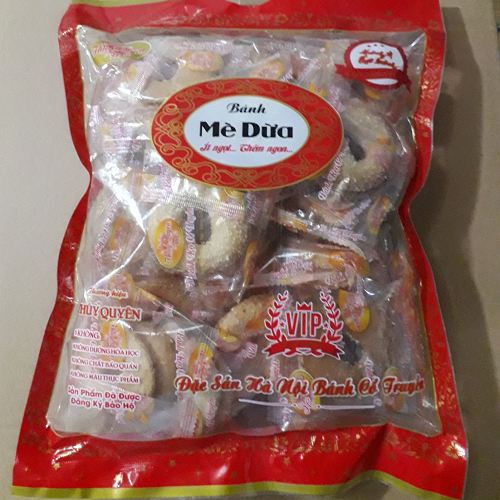 Bánh
Mè Dừa
Ít ngọt... Thêm ngon...
Thương hiệu
HUY QUYÊN
3 KHÔNG
KHÔNG ĐƯỜNG HÓA HỌC
KHÔNG CHẤT BẢO QUẢN
KHÔNG MÀU THỰC PHẨM
Sản Phẩm Đã Được
Đăng Ký Bảo Hộ
VIP
Đặc Sản Hà Nội Bánh Cổ Truyền